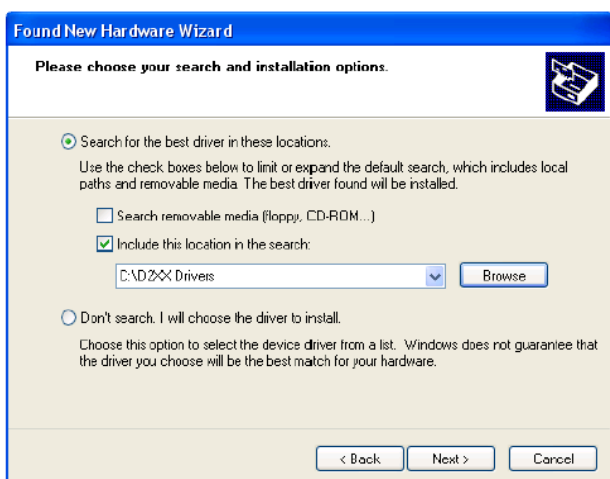 Found New Hardware Wizard
Please choose your search and installation options.
Search for the best driver in these locations.
Use the check boxes below to limit or expand the default search, which includes local
paths and removable media. The best driver found will be installed.
Search removable media (floppy, CD-ROM...)
Include this location in the search:
C:\D2XX Drivers
Browse
Don't search. I will choose the driver to install.
Choose this option to select the device driver from a list. Windows does not guarantee that
the driver you choose will be the best match for your hardware.
< Back Next > Cancel